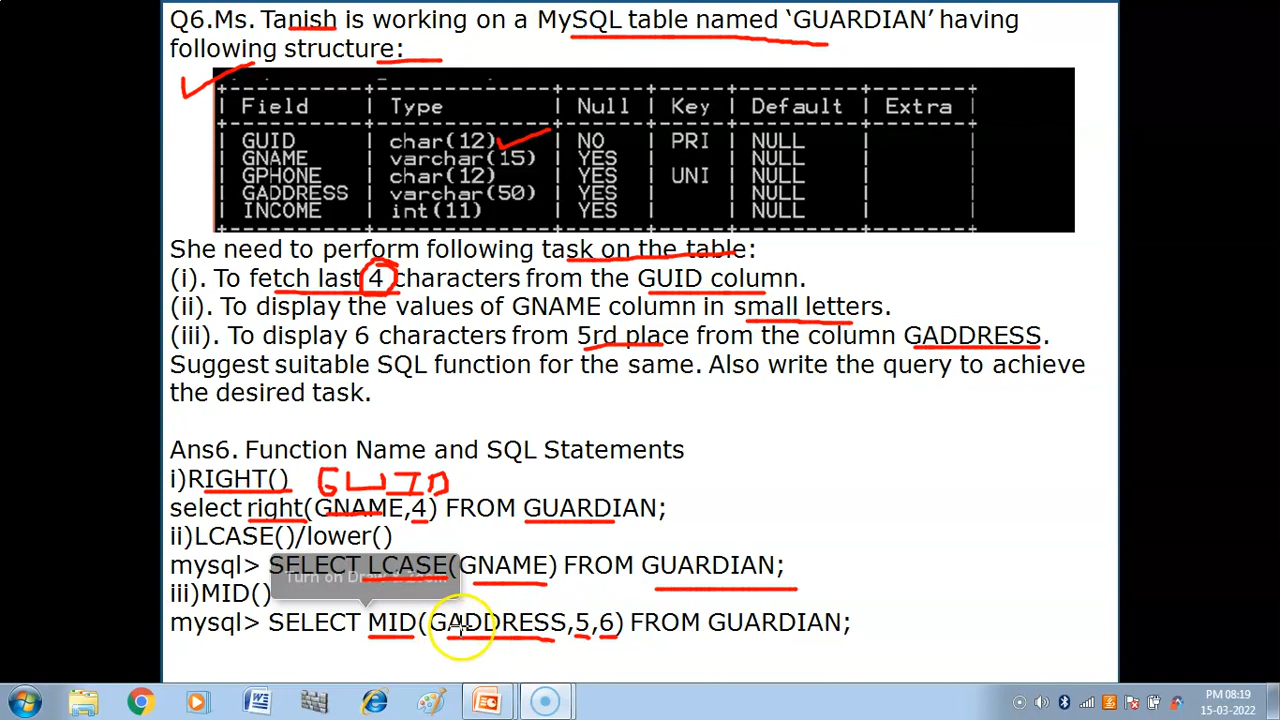 Q6.Ms. Tanish is working on a MySQL table named ‘GUARDIAN’ having
following structure:
| Field | Type | Null | Key | Default | Extra |
| GUID | char(12) | NO | PRI | NULL | |
| GNAME | varchar(15) | YES | | NULL | |
| GPHONE | char(12) | YES | UNI | NULL | |
| GADDRESS | varchar(50) | YES | | NULL | |
| INCOME | int(11) | YES | | NULL | |
She need to perform following task on the table:
(i). To fetch last 4 characters from the GUID column.
(ii). To display the values of GNAME column in small letters.
(iii). To display 6 characters from 5rd place from the column GADDRESS.
Suggest suitable SQL function for the same. Also write the query to achieve
the desired task.
Ans6. Function Name and SQL Statements
i)RIGHT() GUID
select right(GNAME,4) FROM GUARDIAN;
ii)LCASE()/lower()
mysql> SELECT LCASE(GNAME) FROM GUARDIAN;
Turn on Draw
iii)MID()
mysql> SELECT MID(GADDRESS,5,6) FROM GUARDIAN;
PM 08:19
15-03-2022